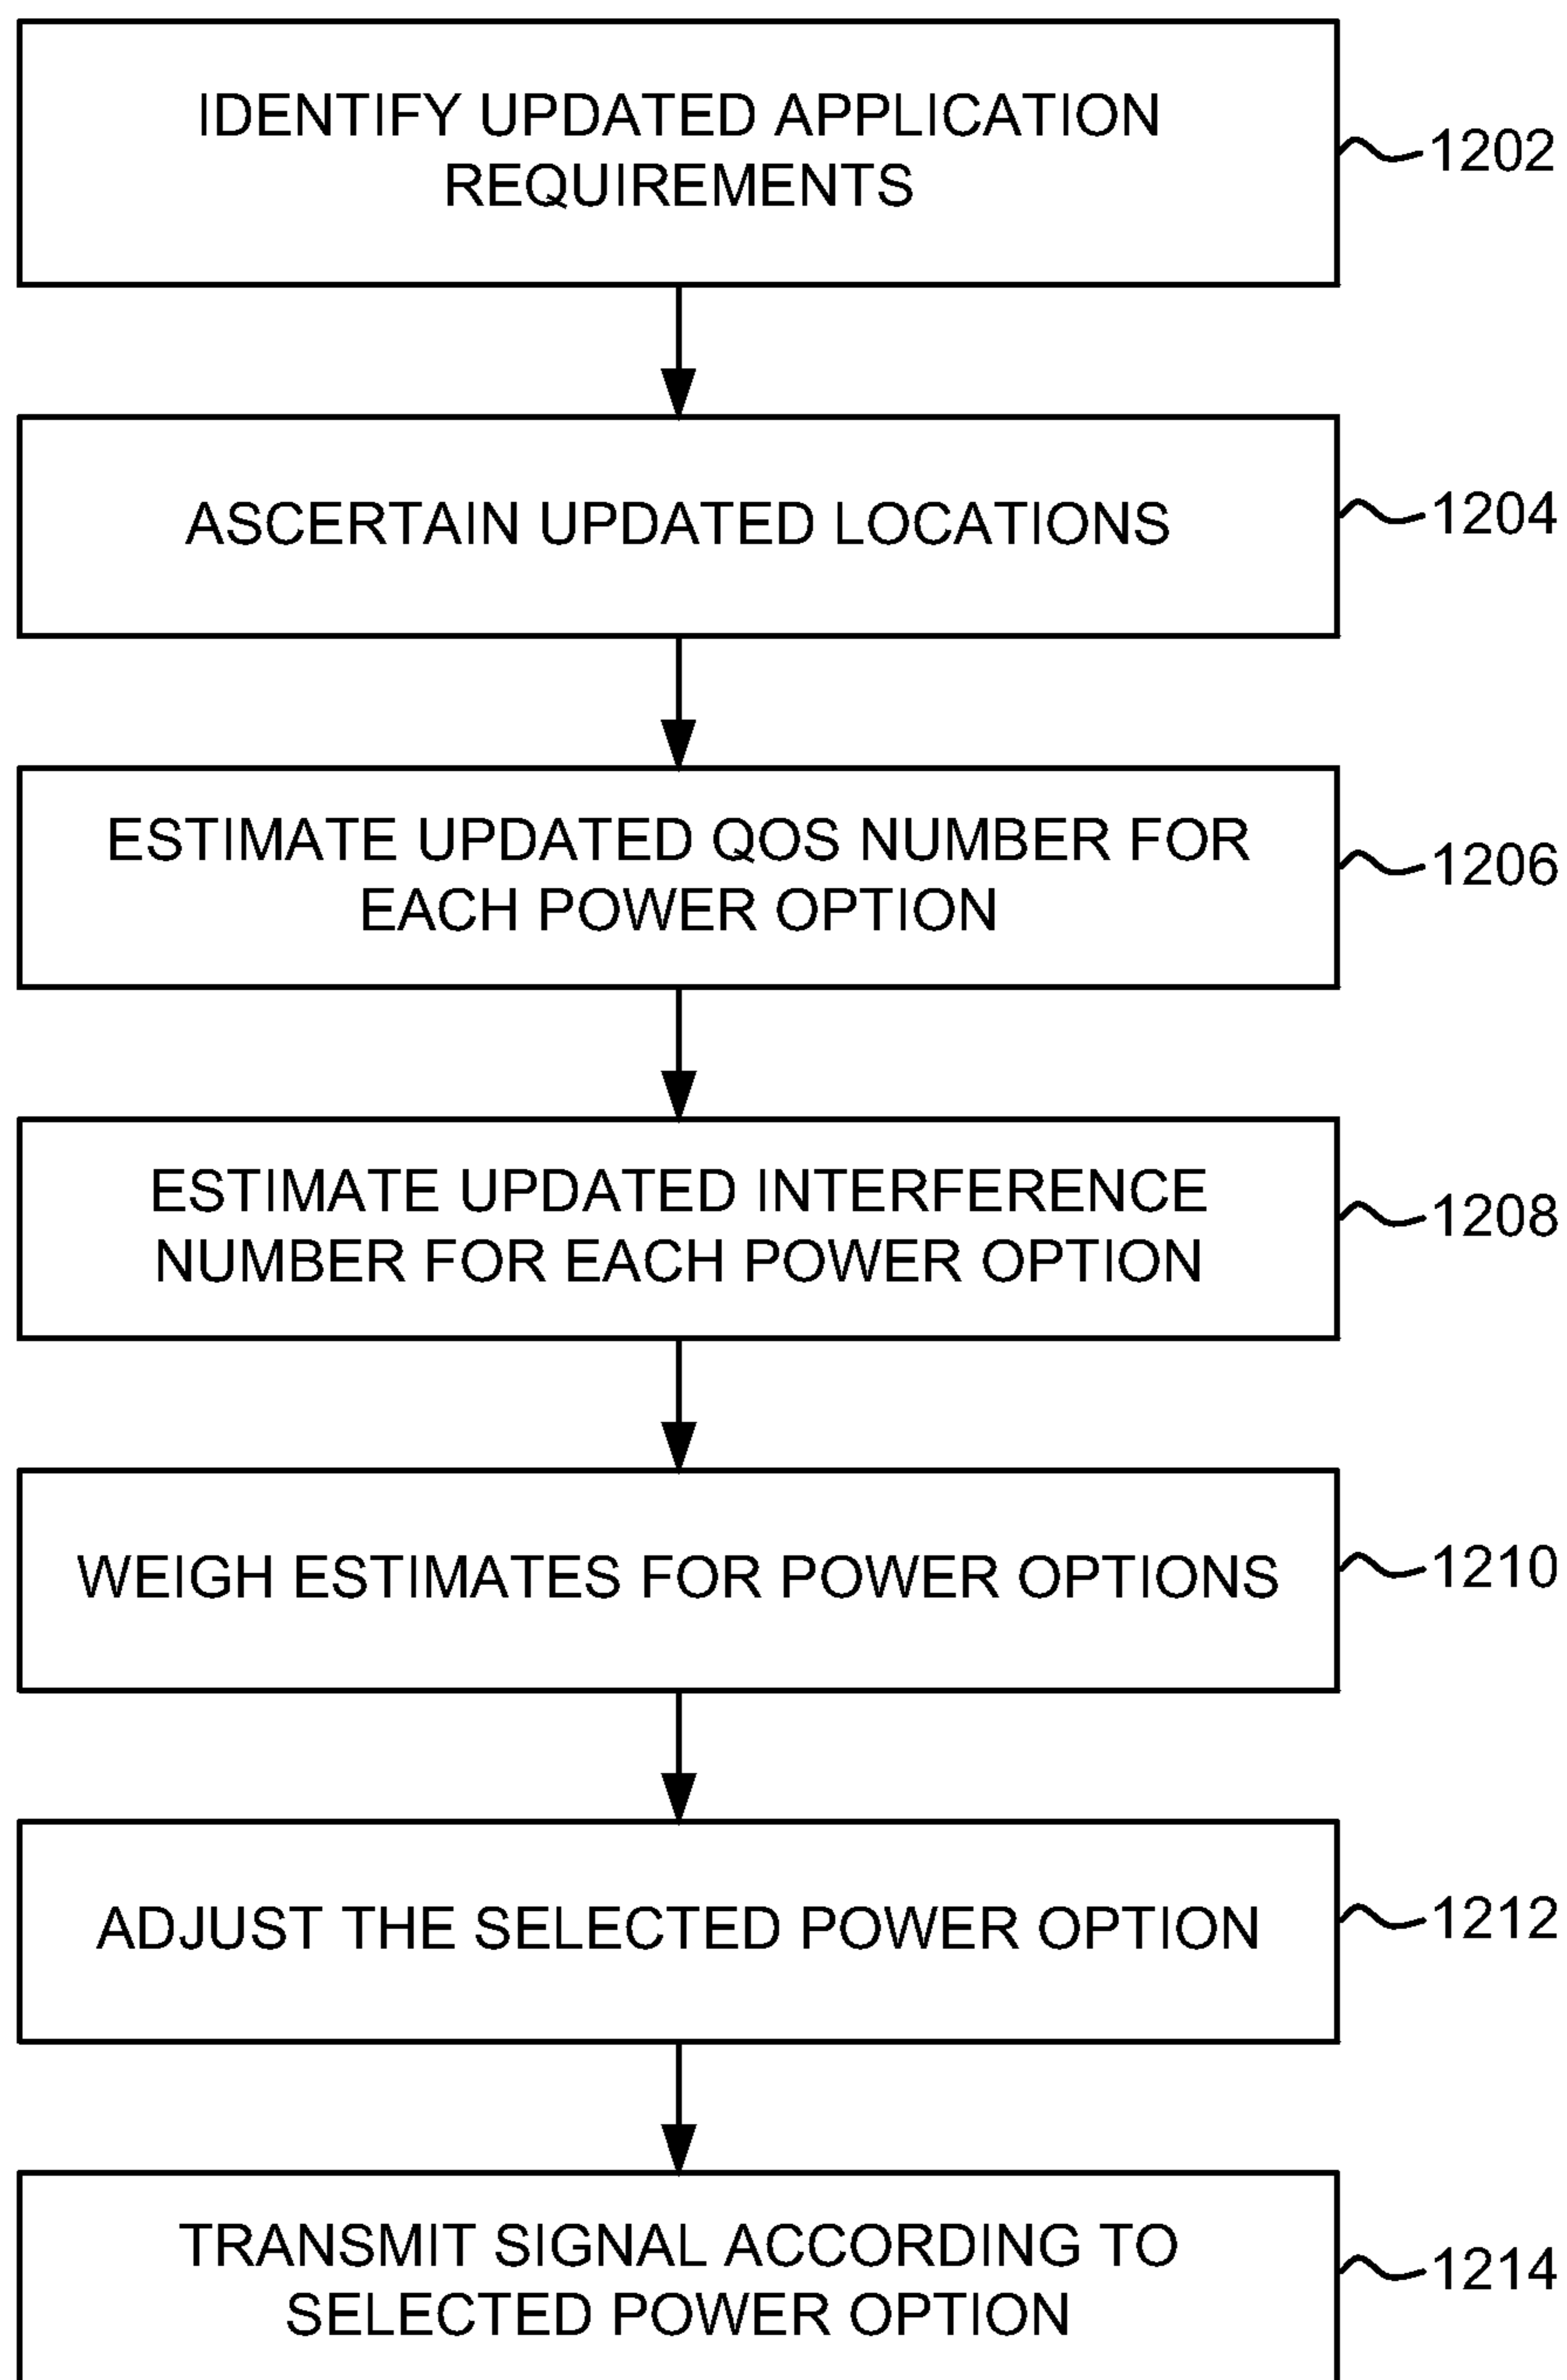 IDENTIFY UPDATED APPLICATION
REQUIREMENTS
1202
ASCERTAIN UPDATED LOCATIONS
1204
ESTIMATE UPDATED QOS NUMBER FOR
EACH POWER OPTION
1206
ESTIMATE UPDATED INTERFERENCE
NUMBER FOR EACH POWER OPTION
1208
WEIGH ESTIMATES FOR POWER OPTIONS
1210
ADJUST THE SELECTED POWER OPTION
1212
TRANSMIT SIGNAL ACCORDING TO
SELECTED POWER OPTION
1214